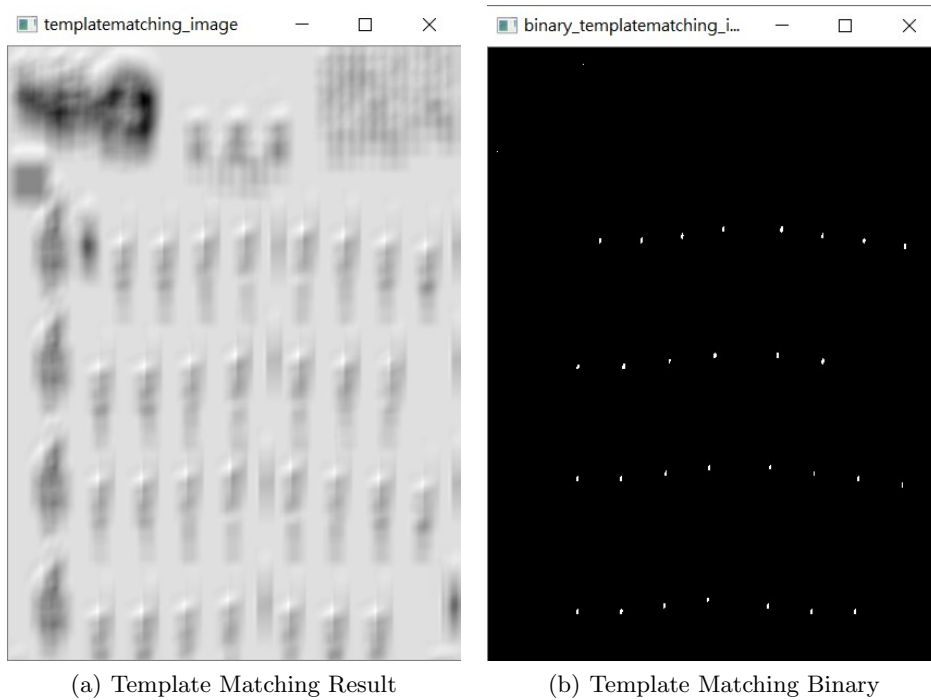 templatematching_image
binary_templatematching_i...
(a) Template Matching Result
(b) Template Matching Binary